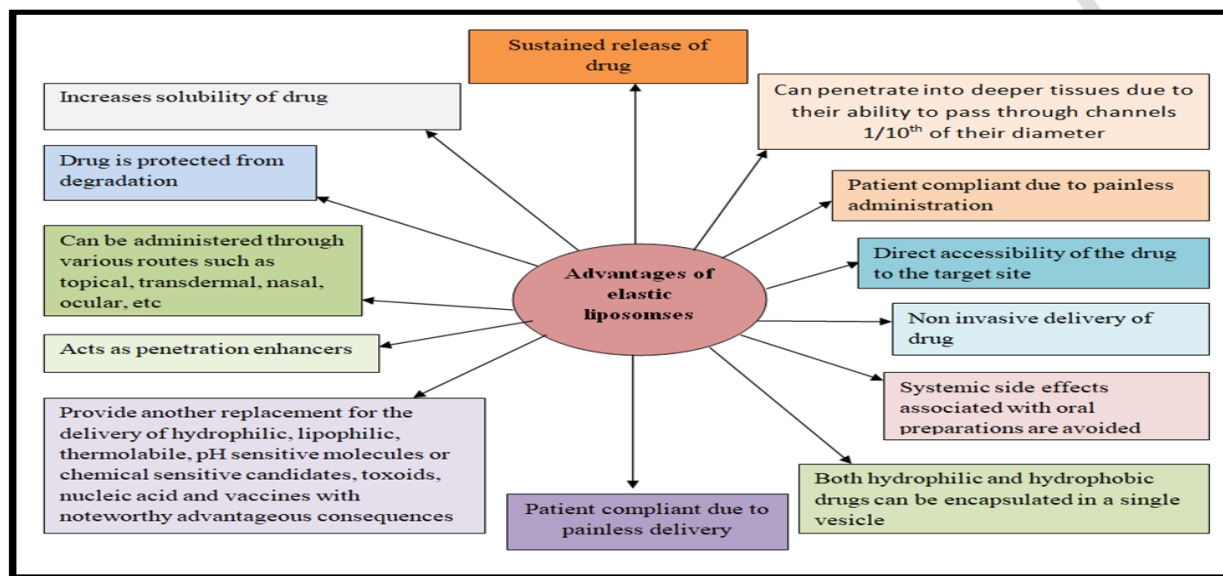 Sustained release of
drug
Increases solubility of drug
Can penetrate into deeper tissues due to
their ability to pass through channels
1/10th of their diameter
Drug is protected from
degradation
Patient compliant due to painless
administration
Can be administered through
various routes such as
topical, transdermal, nasal,
ocular, etc
Advantages of
elastic
liposomses
Direct accessibility of the drug
to the target site
Acts as penetration enhancers
Non invasive delivery of
drug
Provide another replacement for the
delivery of hydrophilic, lipophilic,
thermolabile, pH sensitive molecules or
chemical sensitive candidates, toxoids,
nucleic acid and vaccines with
noteworthy advantageous consequences
Systemic side effects
associated with oral
preparations are avoided
Patient compliant due to
painless delivery
Both hydrophilic and hydrophobic
drugs can be encapsulated in a single
vesicle